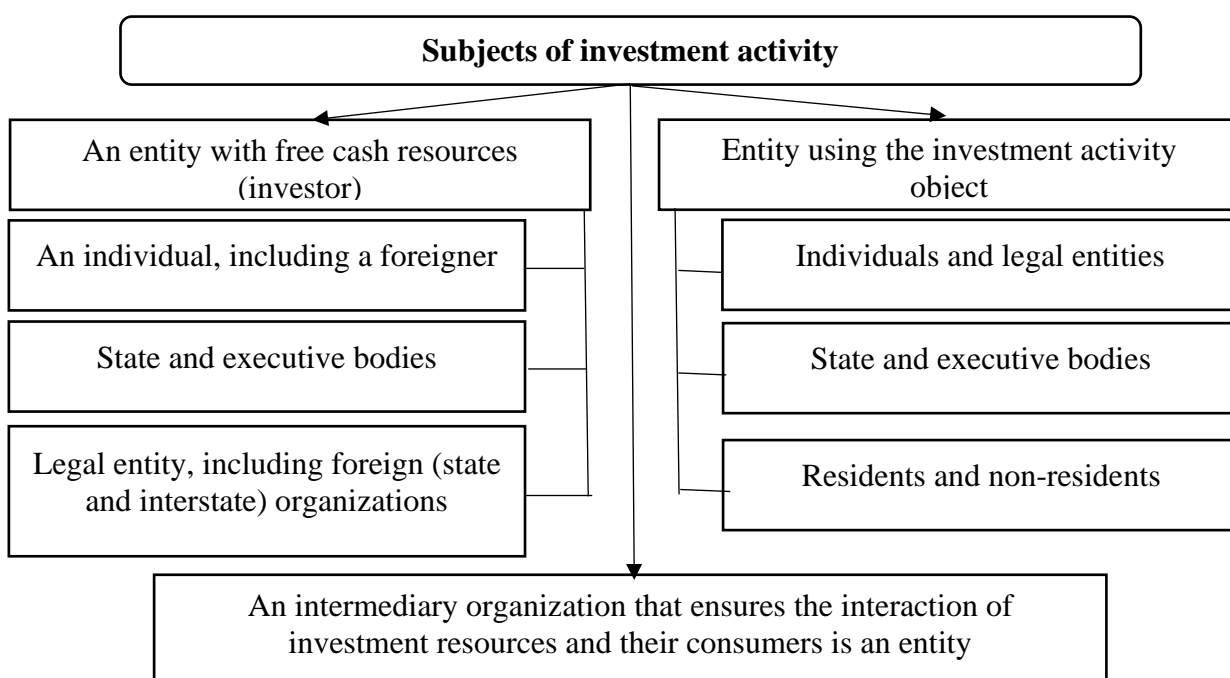 Subjects of investment activity
An entity with free cash resources
(investor)
Entity using the investment activity
object
An individual, including a foreigner
Individuals and legal entities
State and executive bodies
State and executive bodies
Legal entity, including foreign (state
and interstate) organizations
Residents and non-residents
An intermediary organization that ensures the interaction of
investment resources and their consumers is an entity